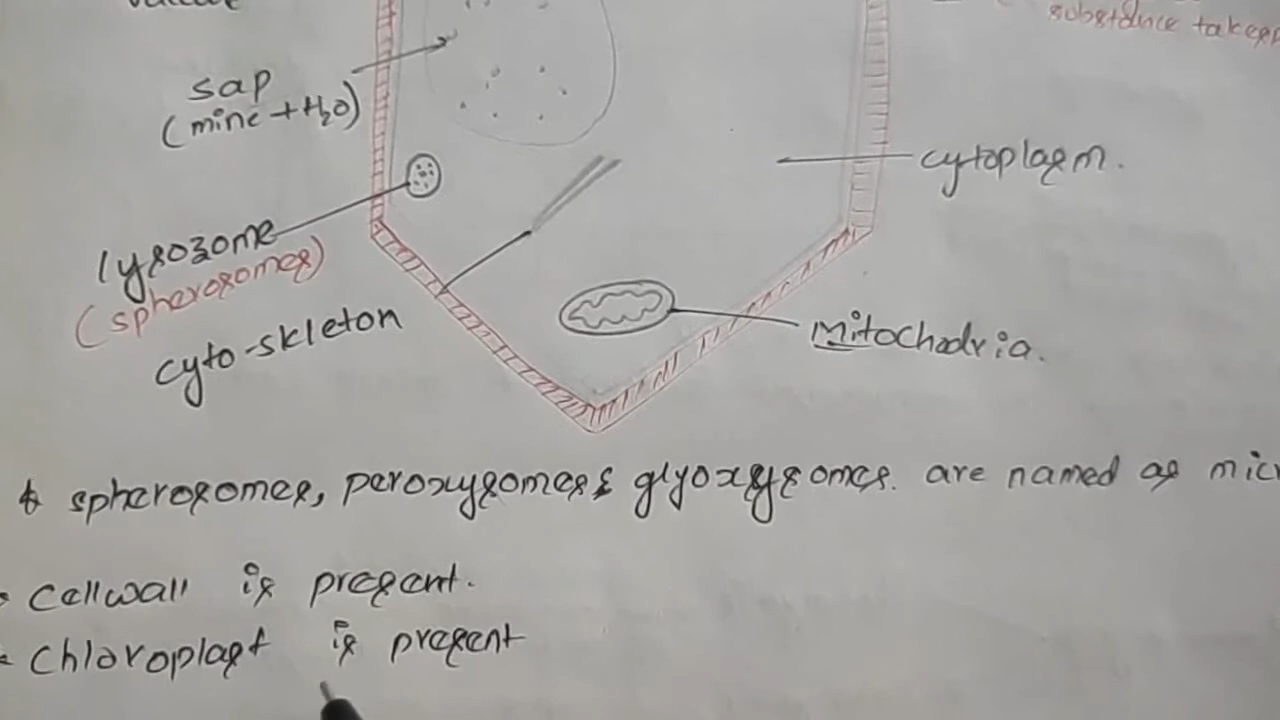 substance takes
sap
(mine + H2O)
cytoplasm.
lysozome
(spherosomes)
cyto-skleton
mitochodria.
spherosomes, peroxysomes & glyoxysomes. are named as mic
cellwall is present.
chloroplast is present